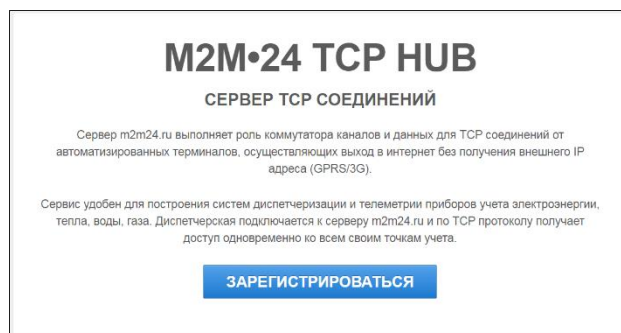 M2M•24 TCP HUB
СЕРВЕР TCP СОЕДИНЕНИЙ
Сервер m2m24.ru выполняет роль коммутатора каналов и данных для TCP соединений от
автоматизированных терминалов, осуществляющих выход в интернет без получения внешнего IP
адреса (GPRS/3G).
Сервис удобен для построения систем диспетчеризации и телеметрии приборов учета электроэнергии,
тепла, воды, газа. Диспетчерская подключается к серверу m2m24.ru и по TCP протоколу получает
доступ одновременно ко всем своим точкам учета.
ЗАРЕГИСТРИРОВАТЬСЯ